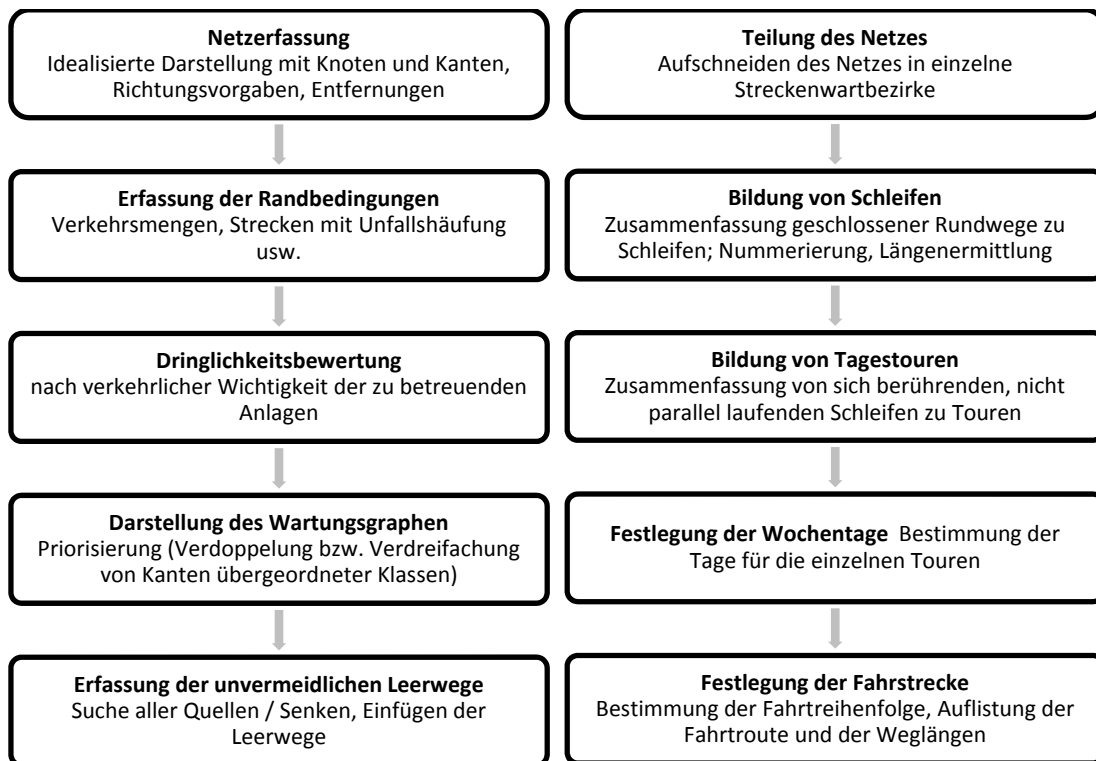 Netzerfassung
Idealisierte Darstellung mit Knoten und Kanten,
Richtungsvorgaben, Entfernungen
Erfassung der Randbedingungen
Verkehrsmengen, Strecken mit Unfallshäufung
usw.
Dringlichkeitsbewertung
nach verkehrlicher Wichtigkeit der zu betreuenden
Anlagen
Darstellung des Wartungsgraphen
Priorisierung (Verdoppelung bzw. Verdreifachung
von Kanten übergeordneter Klassen)
Erfassung der unvermeidlichen Leerwege
Suche aller Quellen / Senken, Einfügen der
Leerwege
Teilung des Netzes
Aufschneiden des Netzes in einzelne
Streckenwartbezirke
Bildung von Schleifen
Zusammenfassung geschlossener Rundwege zu
Schleifen; Nummerierung, Längenermittlung
Bildung von Tagestouren
Zusammenfassung von sich berührenden, nicht
parallel laufenden Schleifen zu Touren
Festlegung der Wochentage Bestimmung der
Tage für die einzelnen Touren
Festlegung der Fahrstrecke
Bestimmung der Fahrtreihenfolge, Auflistung der
Fahrtroute und der Weglängen